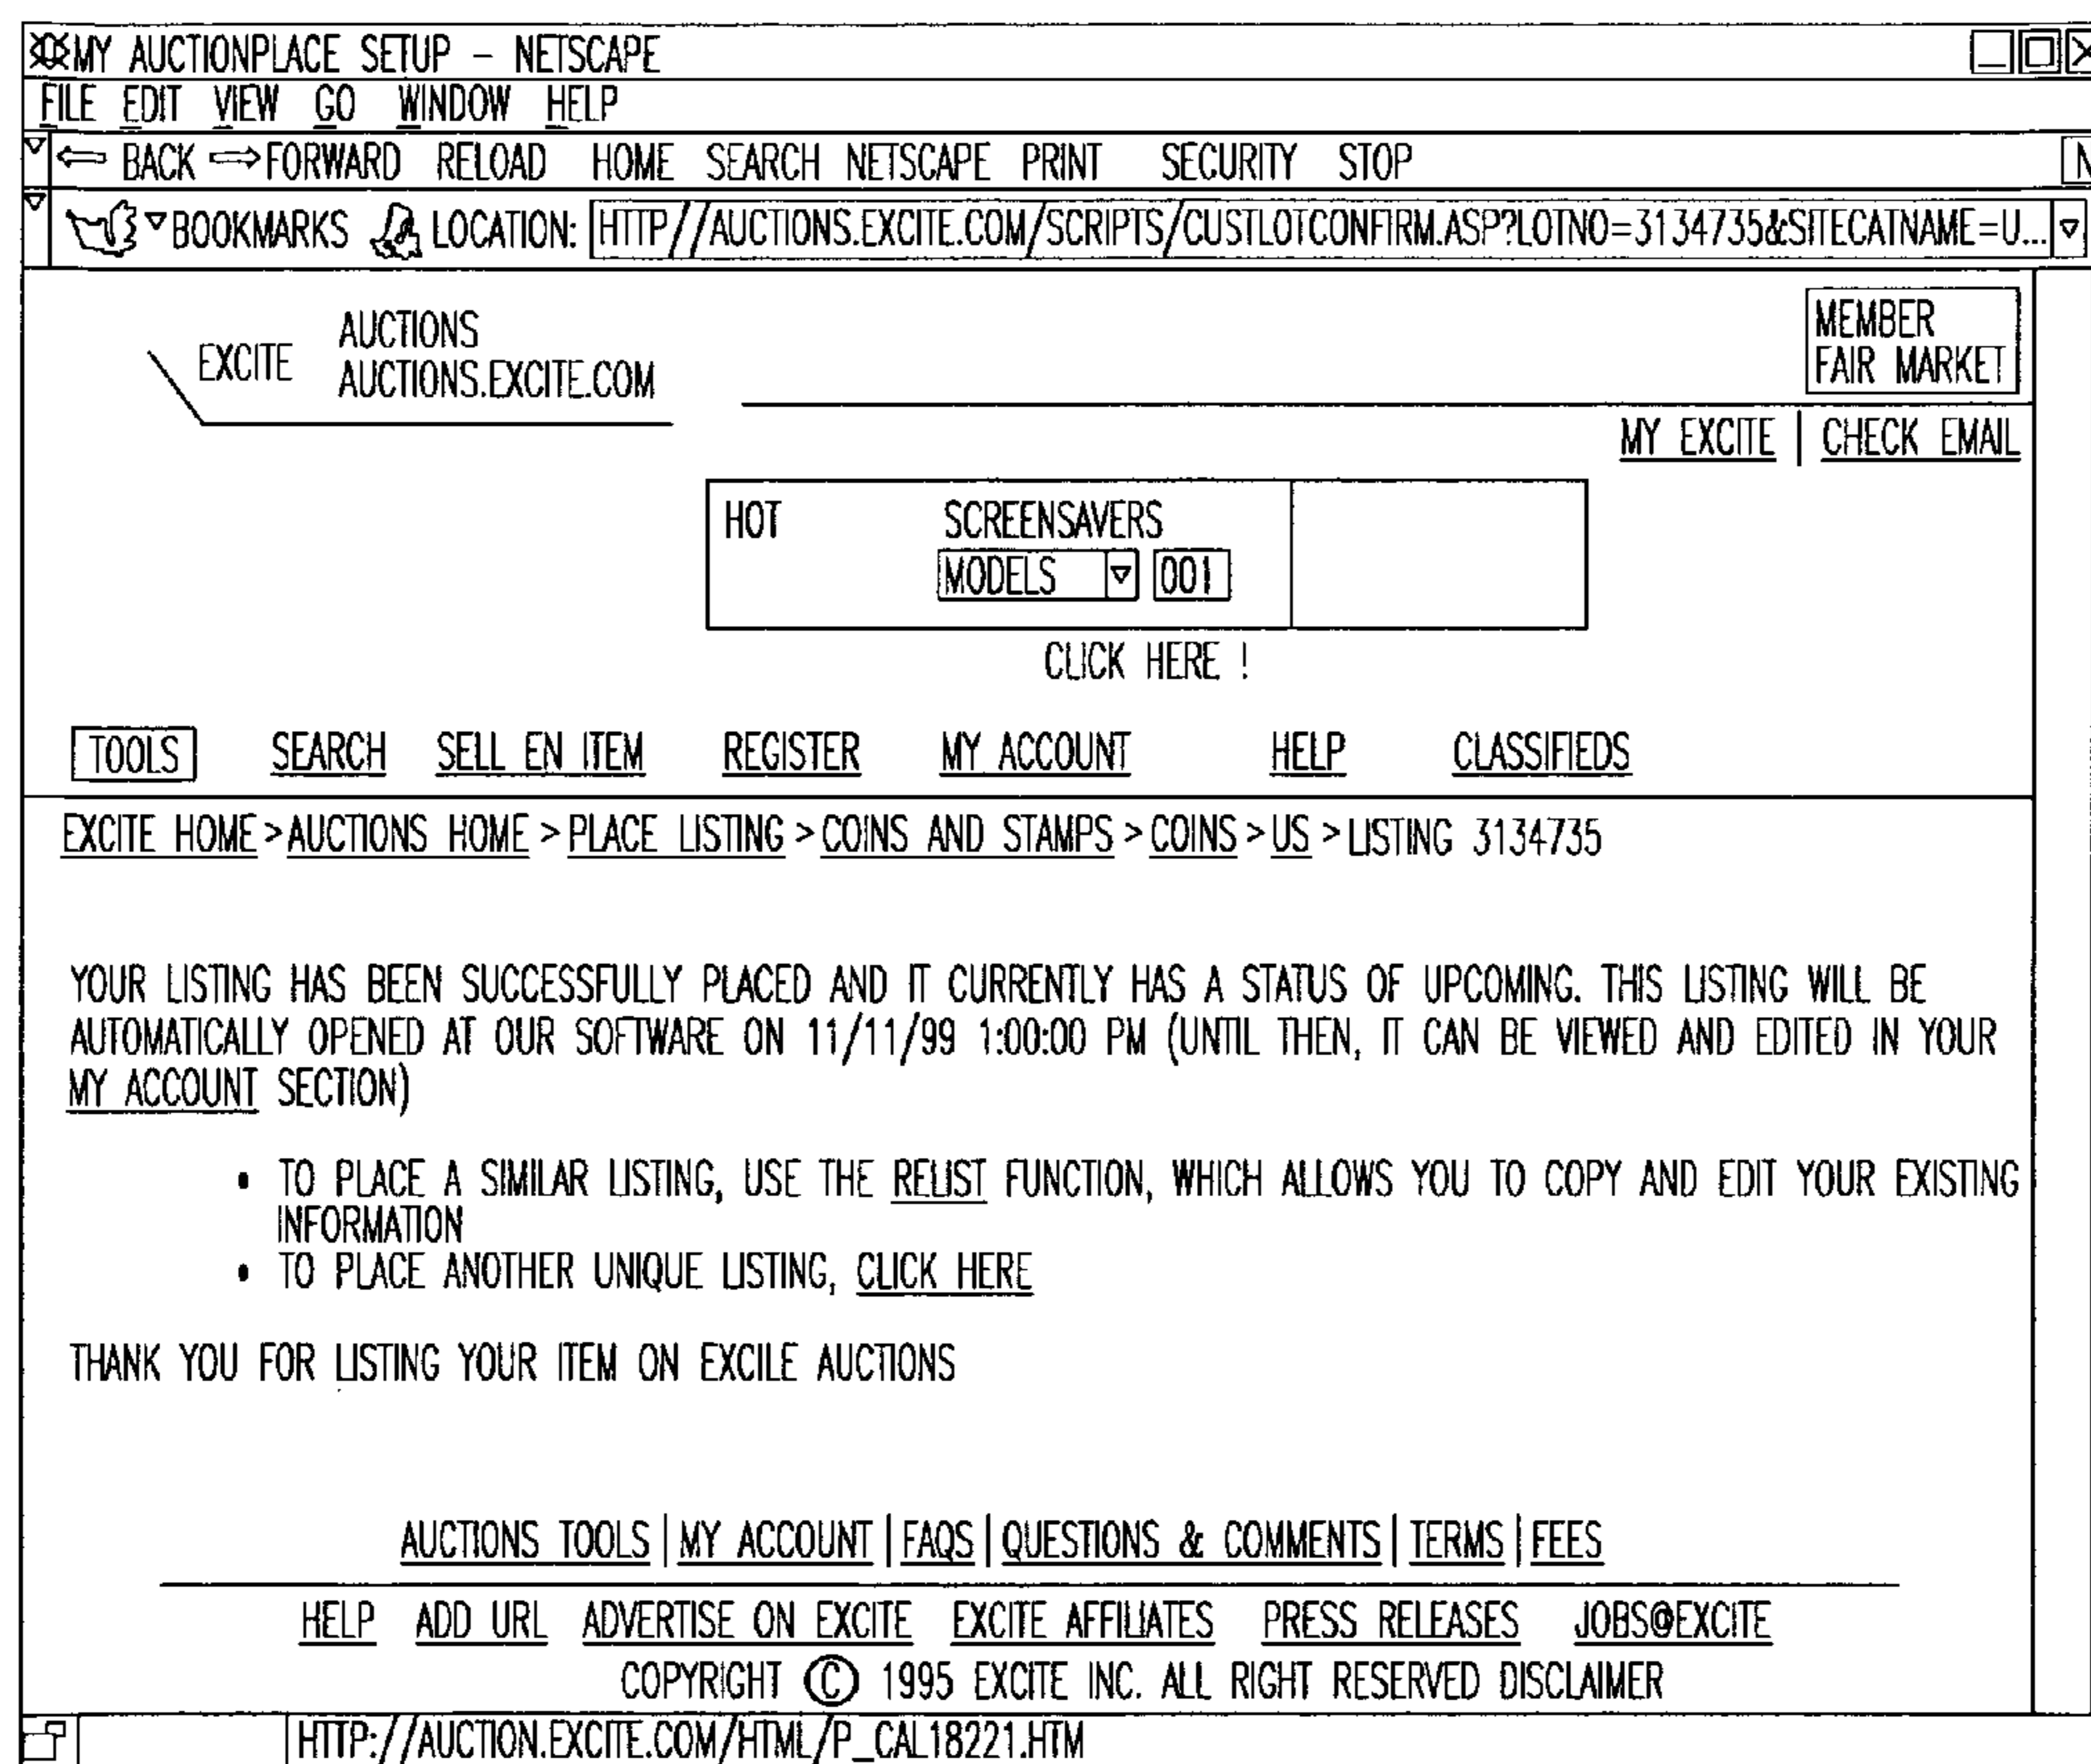 MY AUCTIONPLACE SETUP – NETSCAPE
FILE EDIT VIEW GO WINDOW HELP
BACK FORWARD RELOAD HOME SEARCH NETSCAPE PRINT SECURITY STOP N
BOOKMARKS LOCATION: HTTP//AUCTIONS.EXCITE.COM/SCRIPTS/CUSTLOTCONFIRM.ASP?LOTNO=3134735&SITECATNAME=U...
EXCITE AUCTIONS
AUCTIONS.EXCITE.COM
MEMBER
FAIR MARKET
MY EXCITE | CHECK EMAIL
HOT SCREENSAVERS
MODELS 001
CLICK HERE !
TOOLS SEARCH SELL EN ITEM REGISTER MY ACCOUNT HELP CLASSIFIEDS
EXCITE HOME > AUCTIONS HOME > PLACE LISTING > COINS AND STAMPS > COINS > US > LISTING 3134735
YOUR LISTING HAS BEEN SUCCESSFULLY PLACED AND IT CURRENTLY HAS A STATUS OF UPCOMING. THIS LISTING WILL BE
AUTOMATICALLY OPENED AT OUR SOFTWARE ON 11/11/99 1:00:00 PM (UNTIL THEN, IT CAN BE VIEWED AND EDITED IN YOUR
MY ACCOUNT SECTION)
• TO PLACE A SIMILAR LISTING, USE THE RELIST FUNCTION, WHICH ALLOWS YOU TO COPY AND EDIT YOUR EXISTING
INFORMATION
• TO PLACE ANOTHER UNIQUE LISTING, CLICK HERE
THANK YOU FOR LISTING YOUR ITEM ON EXCILE AUCTIONS
AUCTIONS TOOLS | MY ACCOUNT | FAQS | QUESTIONS & COMMENTS | TERMS | FEES
HELP ADD URL ADVERTISE ON EXCITE EXCITE AFFILIATES PRESS RELEASES JOBS@EXCITE
COPYRIGHT © 1995 EXCITE INC. ALL RIGHT RESERVED DISCLAIMER
HTTP://AUCTION.EXCITE.COM/HTML/P_CAL18221.HTM